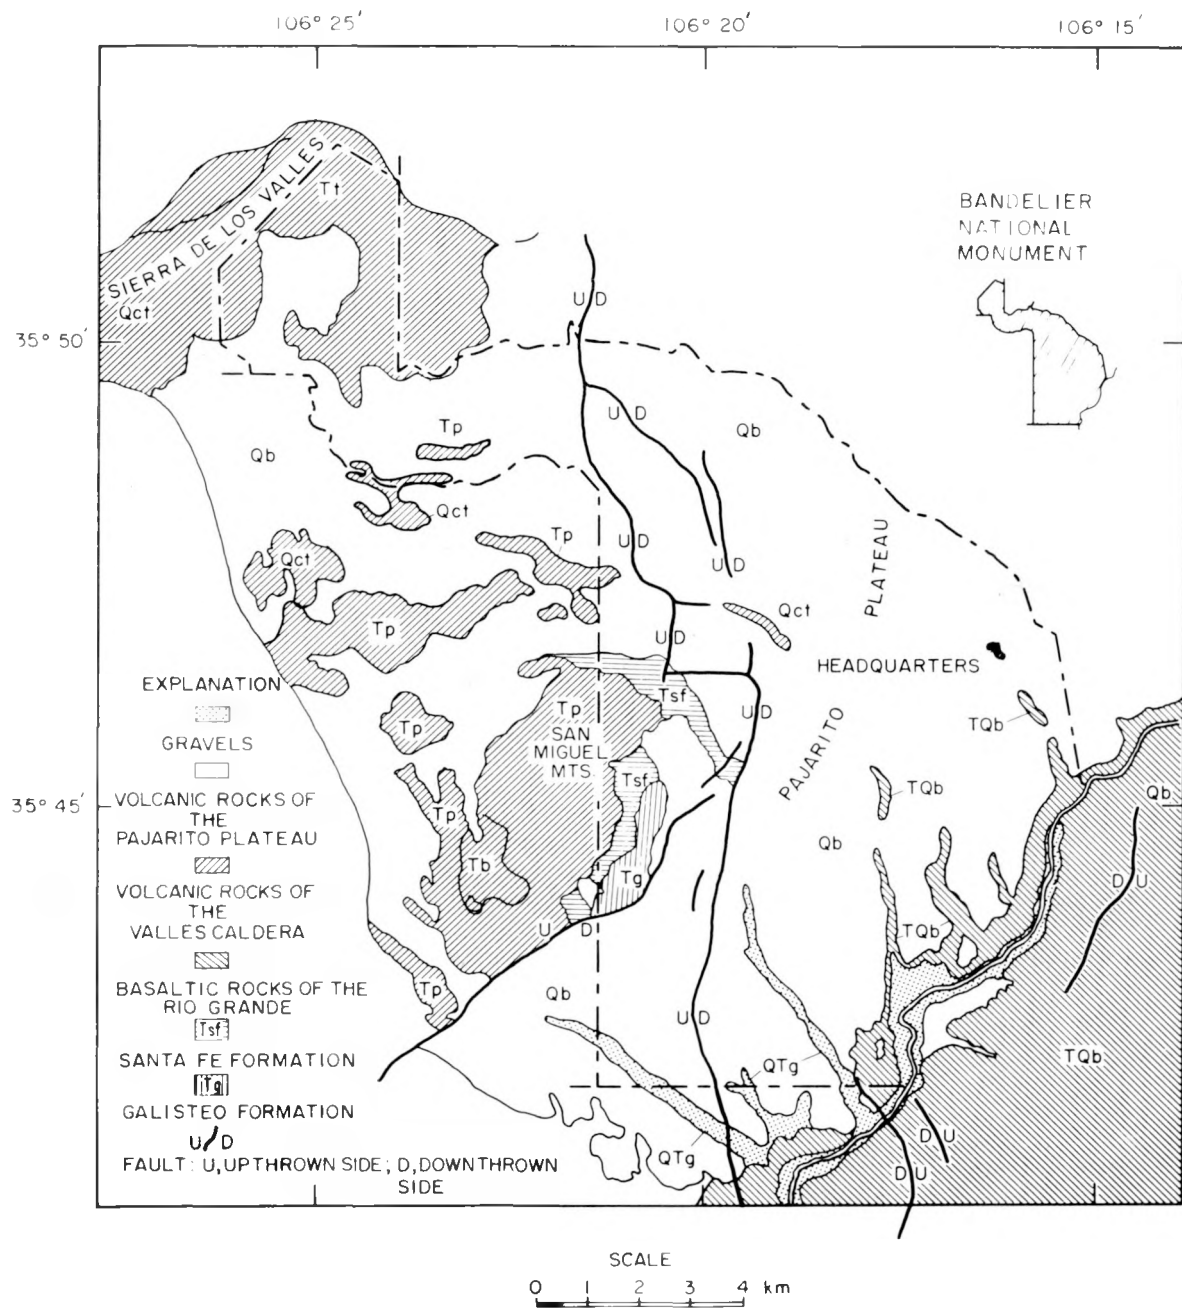 106° 25′
106° 20′
106° 15′
SIERRA DE LOS VALLES
Tt
BANDELIER
NATIONAL
MONUMENT
Qct
U D
35° 50′
Tp
U D
Qb
Qb
Qct
Tp
U D
PLATEAU
Qct
U D
Qct
Tp
U D
HEADQUARTERS
EXPLANATION
Tsf
Tp
Tp
SAN
MIGUEL
MTS.
U D
TQb
GRAVELS
PAJARITO
Tsf
TQb
Qb
35° 45′
VOLCANIC ROCKS OF
THE
PAJARITO PLATEAU
Tp
Qb
Tb
Tg
D U
VOLCANIC ROCKS OF
THE
VALLES CALDERA
U D
TQb
Tp
BASALTIC ROCKS OF THE
RIO GRANDE
Qb
U D
Tsf
SANTA FE FORMATION
TQb
QTg
Tg
GALISTEO FORMATION
U/D
D U
QTg
FAULT: U, UPTHROWN SIDE; D, DOWNTHROWN
SIDE
D U
SCALE
0 1 2 3 4 km